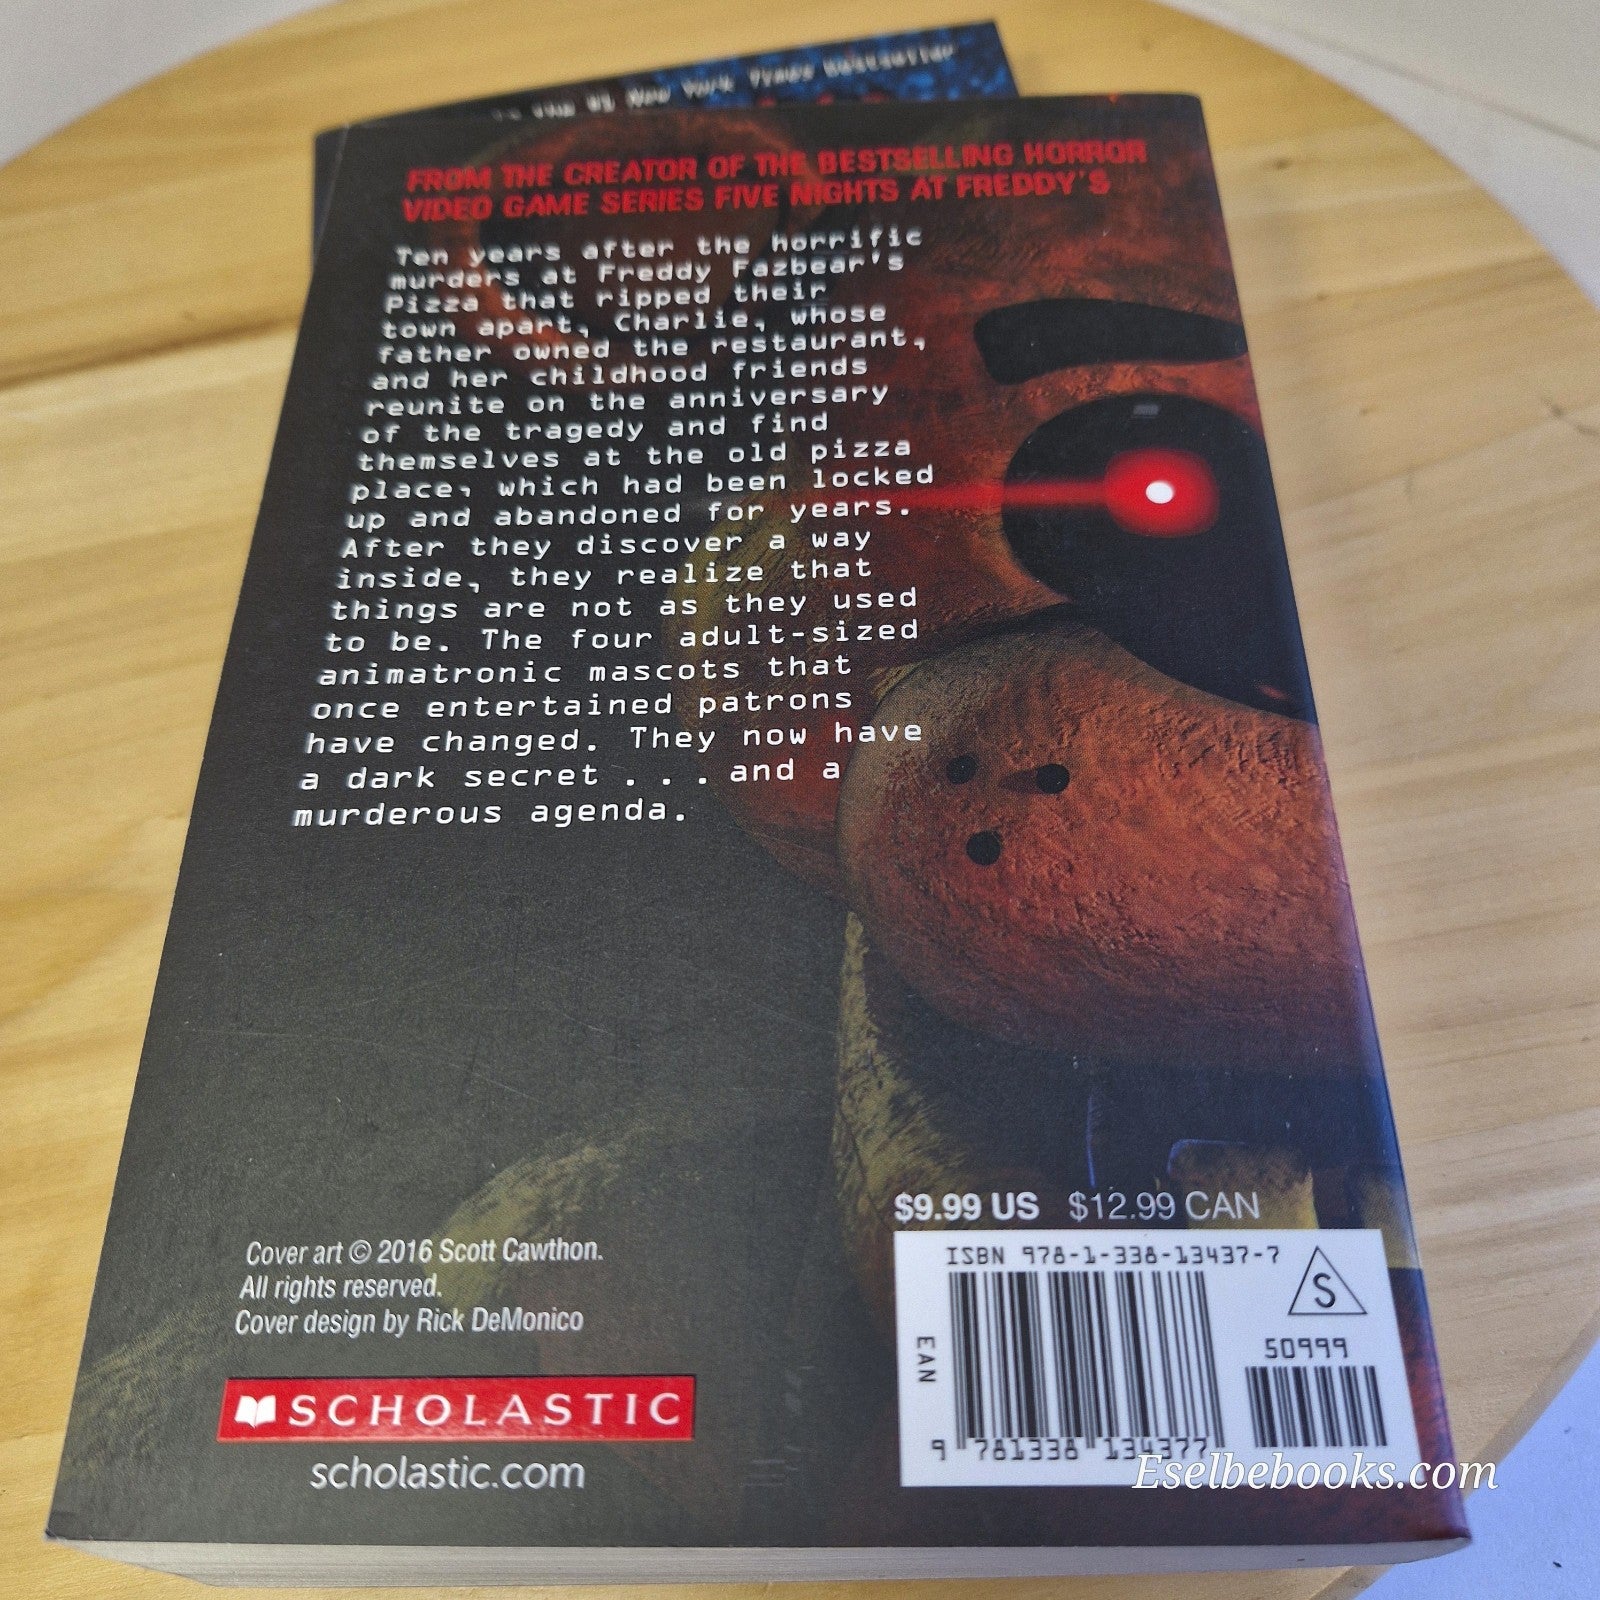 #1 New York Times Bestseller
FROM THE CREATOR OF THE BESTSELLING HORROR
VIDEO GAME SERIES FIVE NIGHTS AT FREDDY'S
Ten years after the horrific
murders at Freddy Fazbear's
Pizza that ripped their
town apart, Charlie, whose
father owned the restaurant,
and her childhood friends
reunite on the anniversary
of the tragedy and find
themselves at the old pizza
place, which had been locked
up and abandoned for years.
After they discover a way
inside, they realize that
things are not as they used
to be. The four adult-sized
animatronic mascots that
once entertained patrons
have changed. They now have
a dark secret . . . and a
murderous agenda.
$9.99 US $12.99 CAN
ISBN 978-1-338-13437-7
S
50999
EAN
9 781338 134377
Cover art © 2016 Scott Cawthon.
All rights reserved.
Cover design by Rick DeMonico
SCHOLASTIC
scholastic.com
Eselbebooks.com